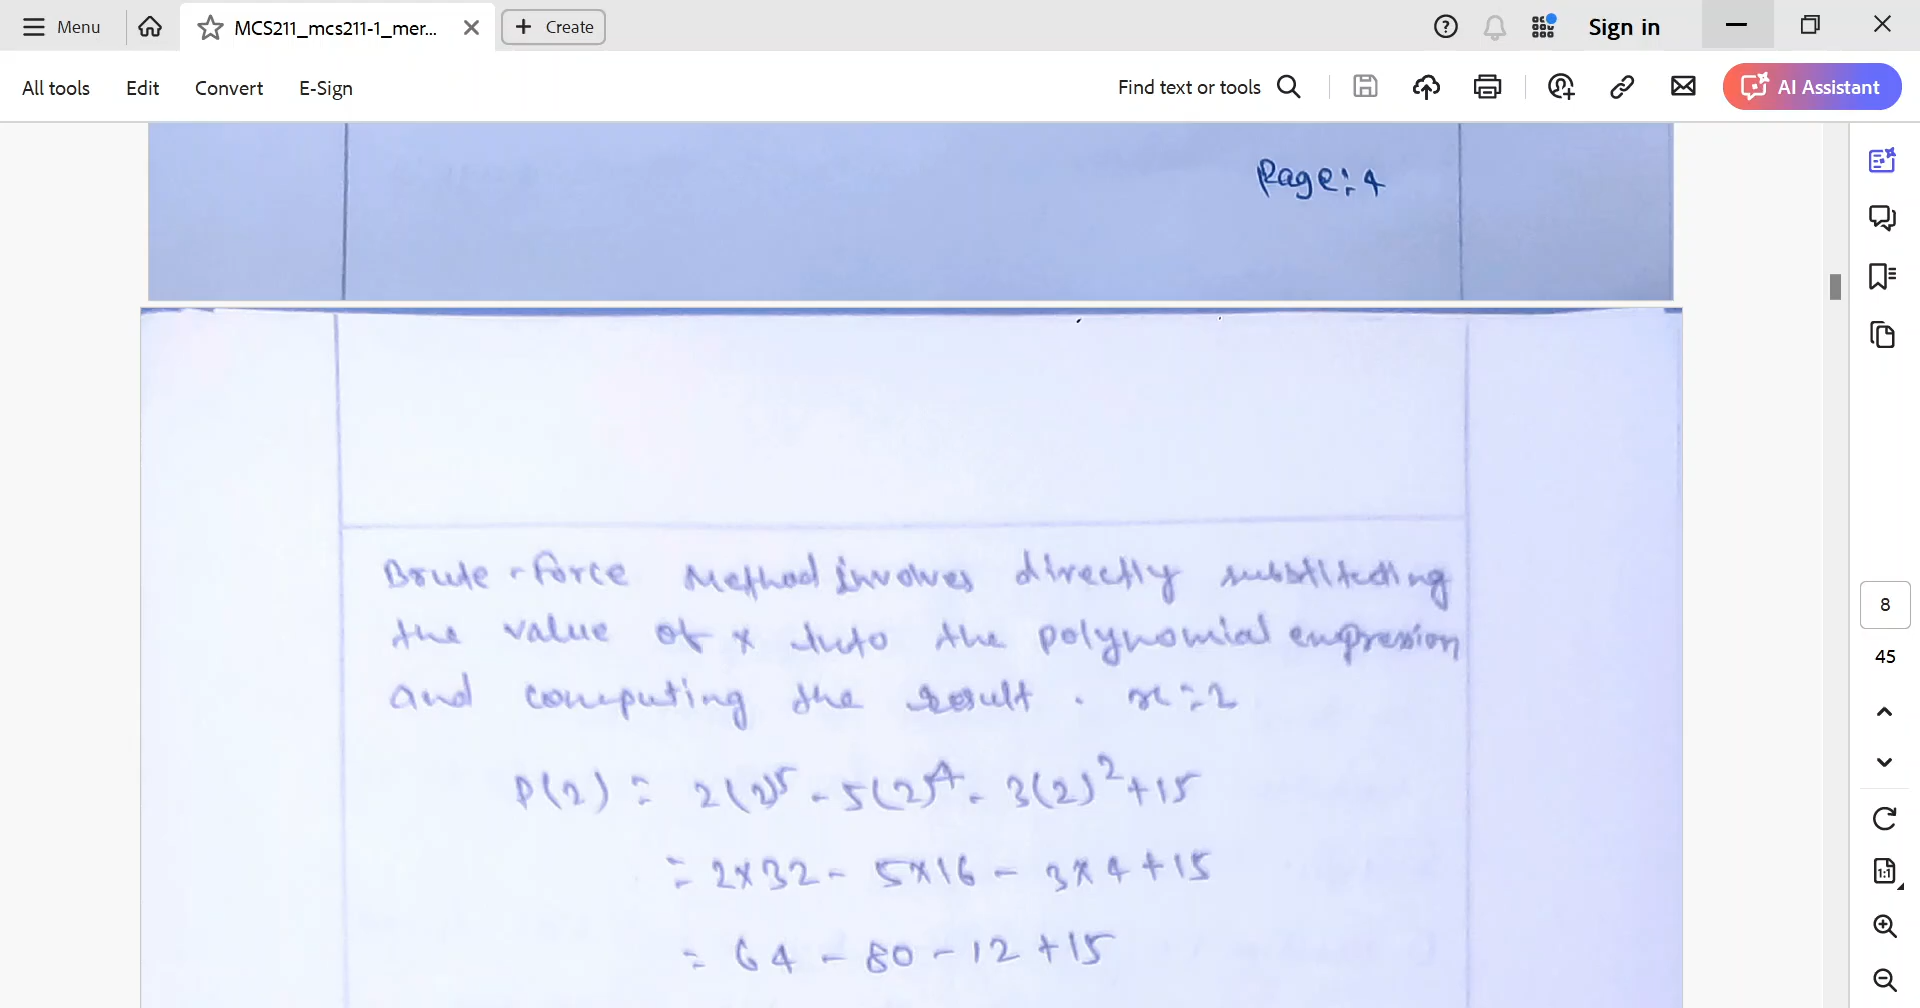 Menu
MCS211_mcs211-1_mer...
Create
Sign in
All tools
Edit
Convert
E-Sign
Find text or tools
AI Assistant
Page: 4
Brute-force Method involves directly substituting
the value of x into the polynomial expression
and computing the result. x=2
P(2) = 2(2)^5 - 5(2)^4 - 3(2)^2 + 15
= 2×32 - 5×16 - 3×4 + 15
= 64 - 80 - 12 + 15
8
45
1:1